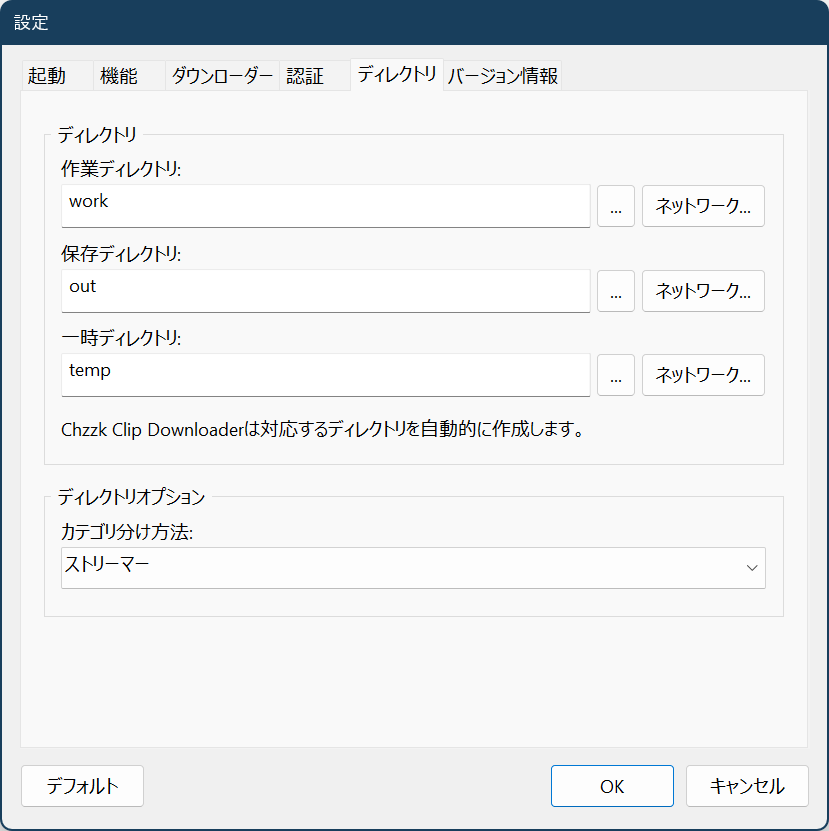 設定
起動 機能 ダウンローダー 認証 ディレクトリ バージョン情報
ディレクトリ
作業ディレクトリ:
work ... ネットワーク...
保存ディレクトリ:
out ... ネットワーク...
一時ディレクトリ:
temp ... ネットワーク...
Chzzk Clip Downloaderは対応するディレクトリを自動的に作成します。
ディレクトリオプション
カテゴリ分け方法:
ストリーマー
デフォルト OK キャンセル